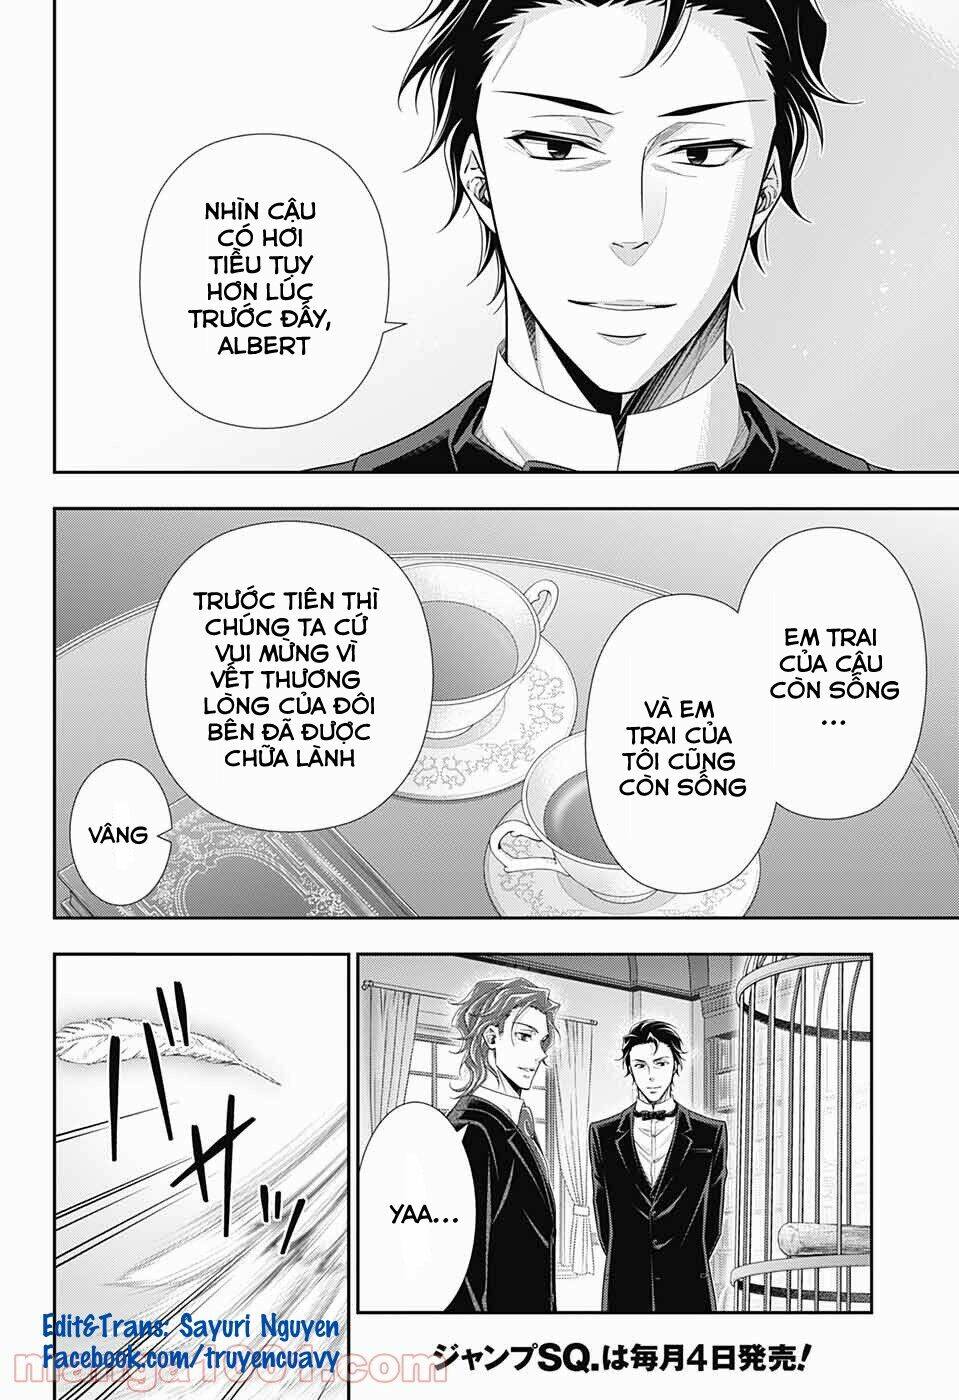 NHÌN CẬU
CÓ HƠI
TIỀU TỤY
HƠN LÚC
TRƯỚC ĐẤY,
ALBERT
EM TRAI
CỦA CẬU
CÒN SỐNG
...
VÀ EM
TRAI CỦA
TÔI CŨNG
CÒN SỐNG
TRƯỚC TIÊN THÌ
CHÚNG TA CỨ
VUI MỪNG VÌ
VẾT THƯƠNG
LÒNG CỦA ĐÔI
BÊN ĐÃ ĐƯỢC
CHỮA LÀNH
VÂNG
YAA...
バサッ
Edit&Trans: Sayuri Nguyen
Facebook.com/truyencuavy
manga1001.com
ジャンプSQ.は毎月4日発売!